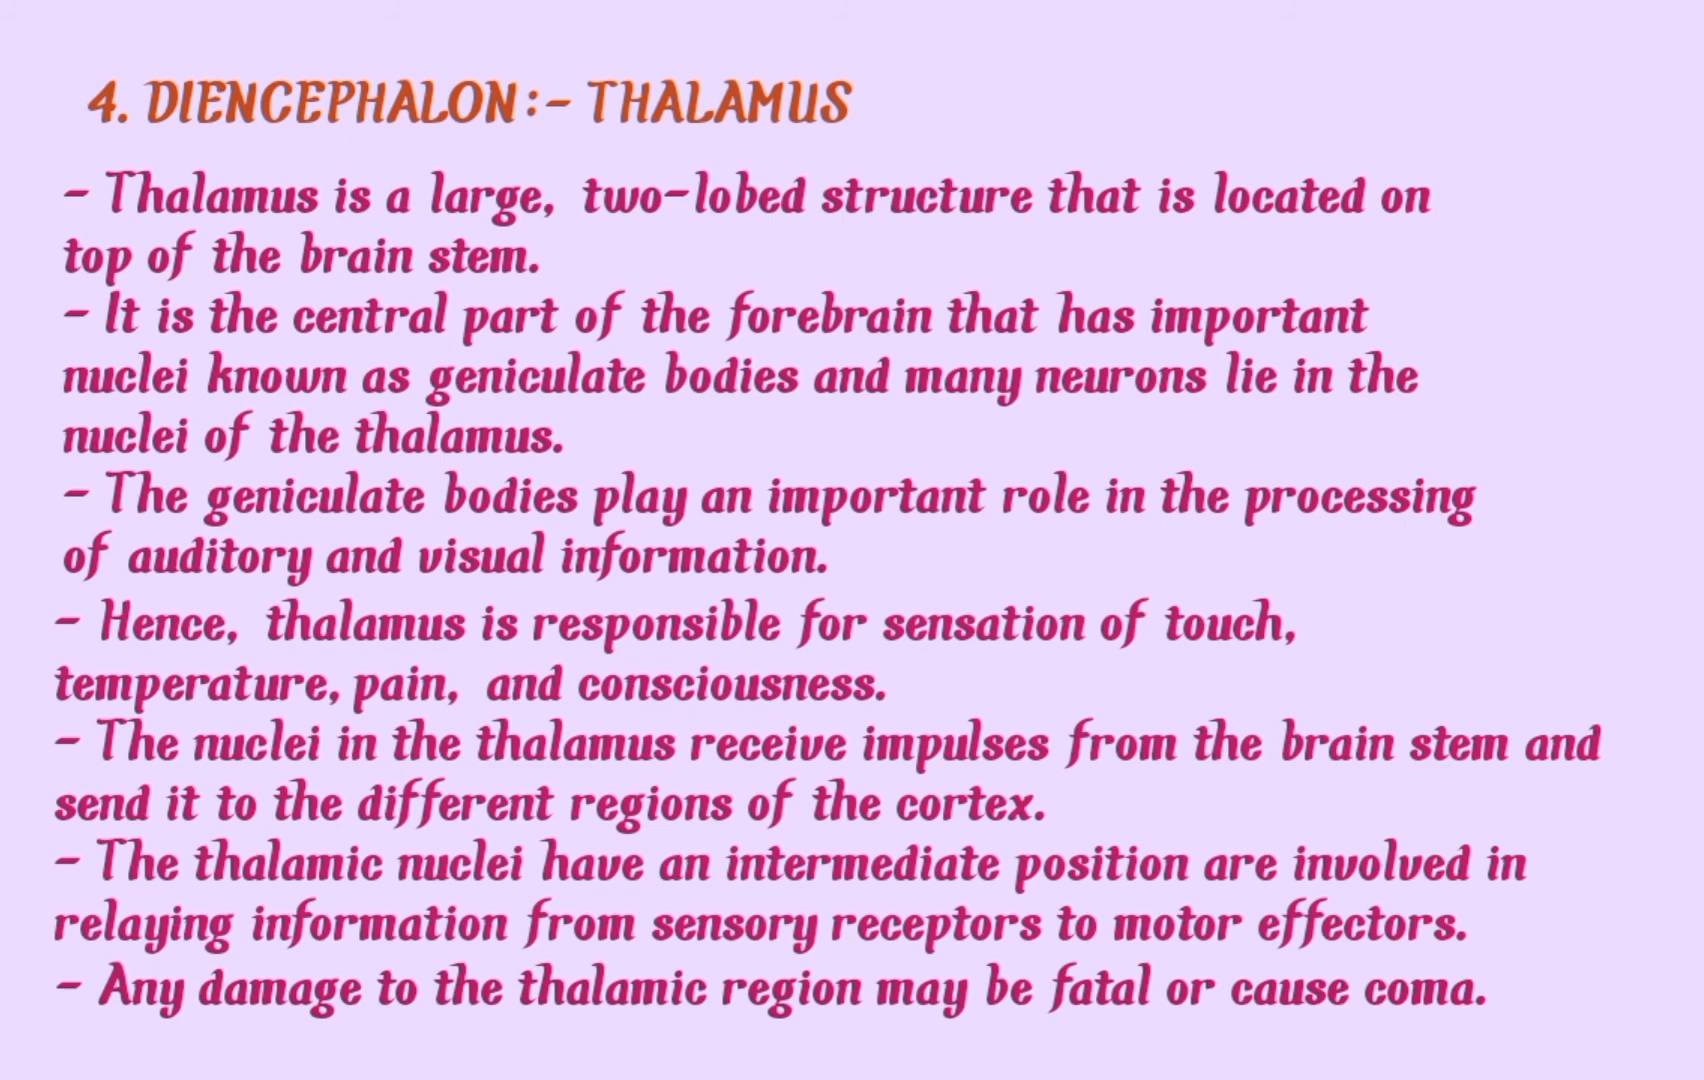 4. DIENCEPHALON:- THALAMUS
- Thalamus is a large, two-lobed structure that is located on
top of the brain stem.
- It is the central part of the forebrain that has important
nuclei known as geniculate bodies and many neurons lie in the
nuclei of the thalamus.
- The geniculate bodies play an important role in the processing
of auditory and visual information.
- Hence, thalamus is responsible for sensation of touch,
temperature, pain, and consciousness.
- The nuclei in the thalamus receive impulses from the brain stem and
send it to the different regions of the cortex.
- The thalamic nuclei have an intermediate position are involved in
relaying information from sensory receptors to motor effectors.
- Any damage to the thalamic region may be fatal or cause coma.